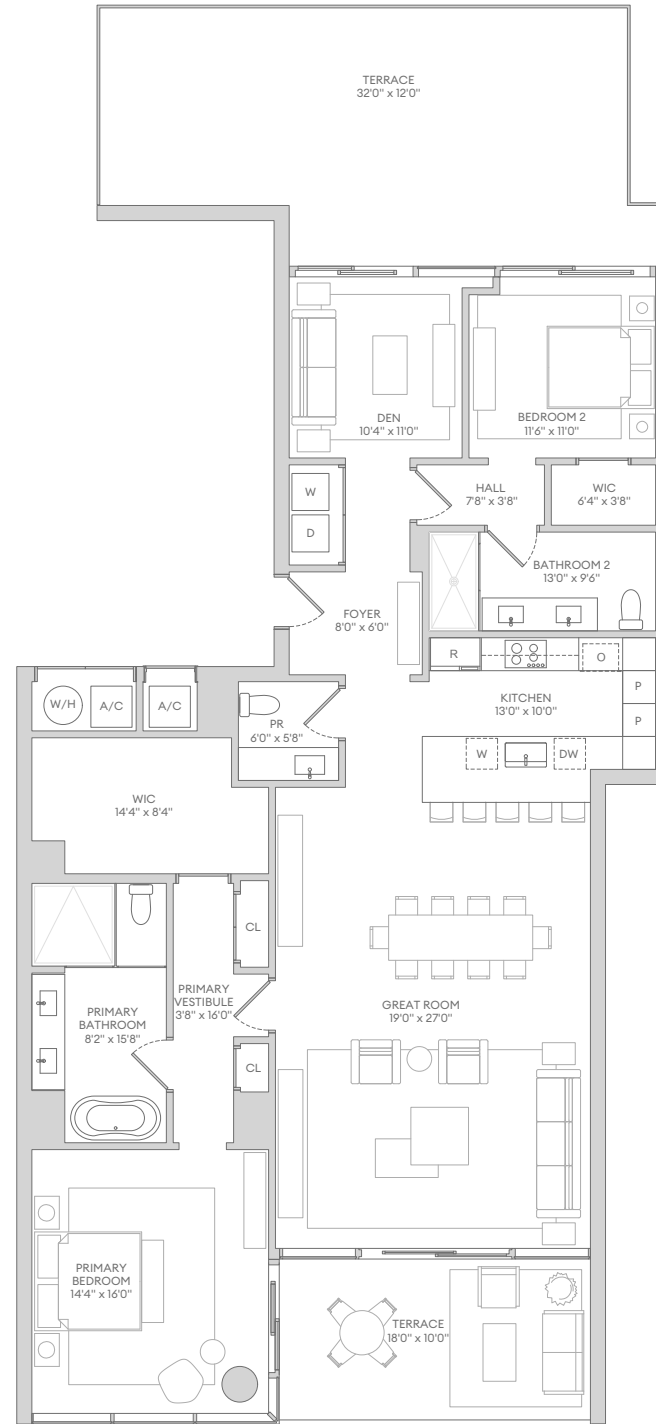 TERRACE
32'0" x 12'0"
DEN
10'4" x 11'0"
BEDROOM 2
11'6" x 11'0"
W
D
HALL
7'8" x 3'8"
WIC
6'4" x 3'8"
BATHROOM 2
13'0" x 9'6"
FOYER
8'0" x 6'0"
R
O
KITCHEN
13'0" x 10'0"
P
P
W/H
A/C
A/C
PR
6'0" x 5'8"
W
DW
WIC
14'4" x 8'4"
CL
PRIMARY
VESTIBULE
3'8" x 16'0"
PRIMARY
BATHROOM
8'2" x 15'8"
GREAT ROOM
19'0" x 27'0"
CL
PRIMARY
BEDROOM
14'4" x 16'0"
TERRACE
18'0" x 10'0"